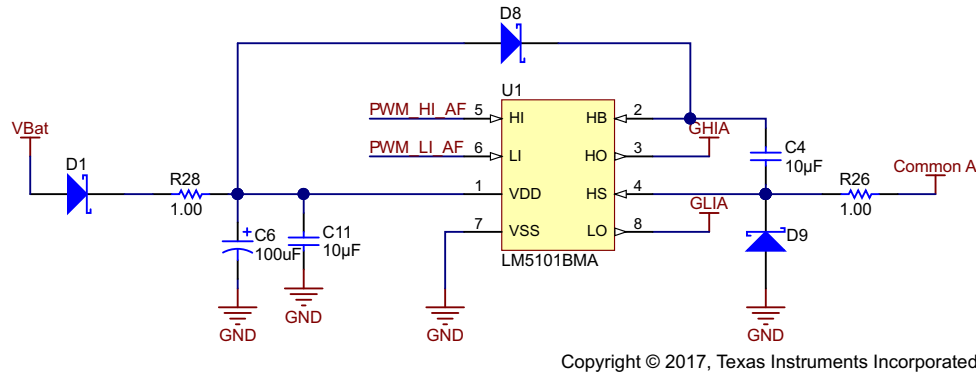 D8
U1
PWM_HI_AF 5 HI HB 2
GHIA
VBat
PWM_LI_AF 6 LI HO 3
C4
10µF
D1
R28
1.00
1 VDD HS 4
R26
1.00
Common A
GLIA
C6
100uF
+
C11
10µF
7 VSS LO 8
D9
LM5101BMA
GND
GND
GND
GND
Copyright © 2017, Texas Instruments Incorporated